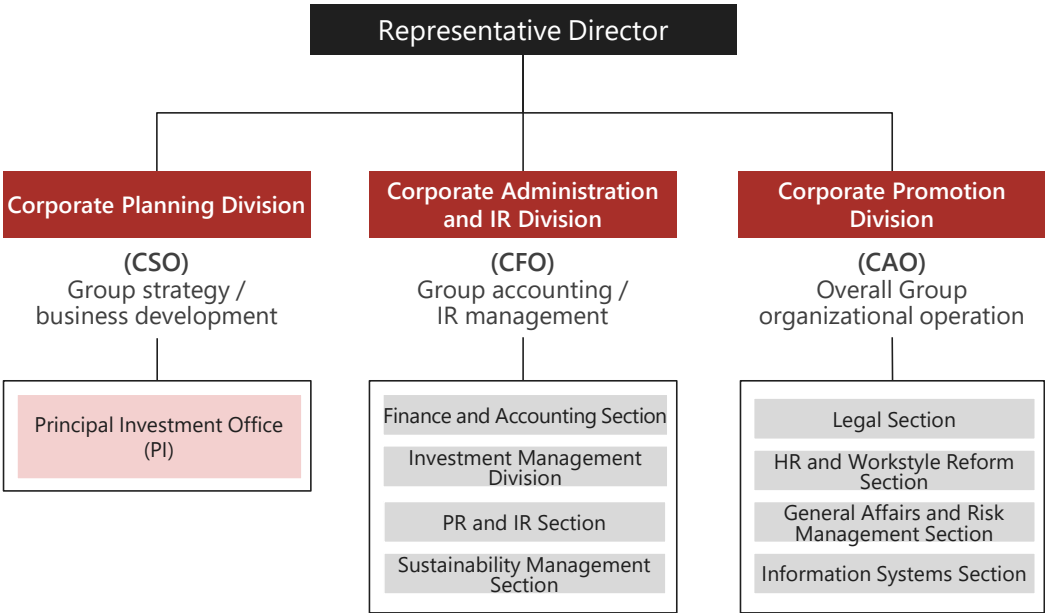 Representative Director
Corporate Planning Division
(CSO)
Group strategy /
business development
Principal Investment Office
(PI)
Corporate Administration
and IR Division
(CFO)
Group accounting /
IR management
Finance and Accounting Section
Investment Management
Division
PR and IR Section
Sustainability Management
Section
Corporate Promotion
Division
(CAO)
Overall Group
organizational operation
Legal Section
HR and Workstyle Reform
Section
General Affairs and Risk
Management Section
Information Systems Section